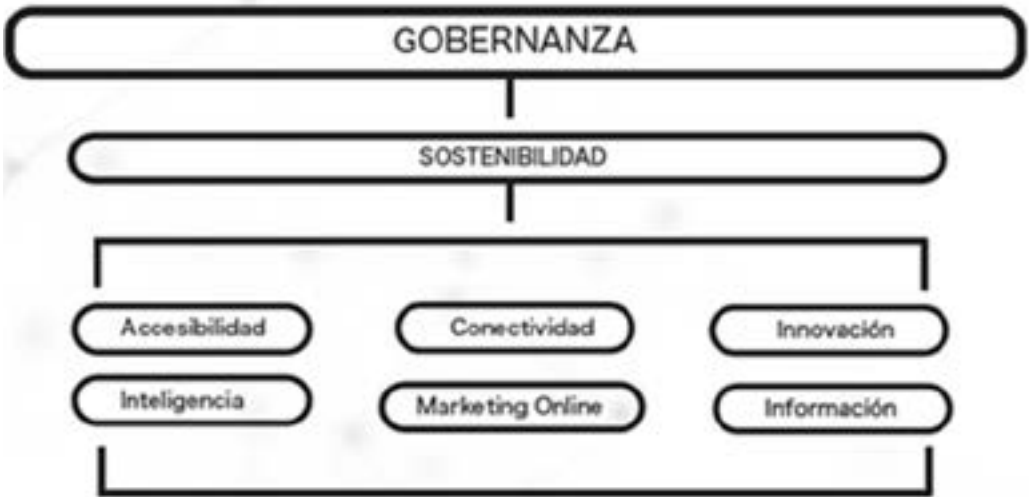 GOBERNANZA
SOSTENIBILIDAD
Accesibilidad
Conectividad
Innovación
Inteligencia
Marketing Online
Información